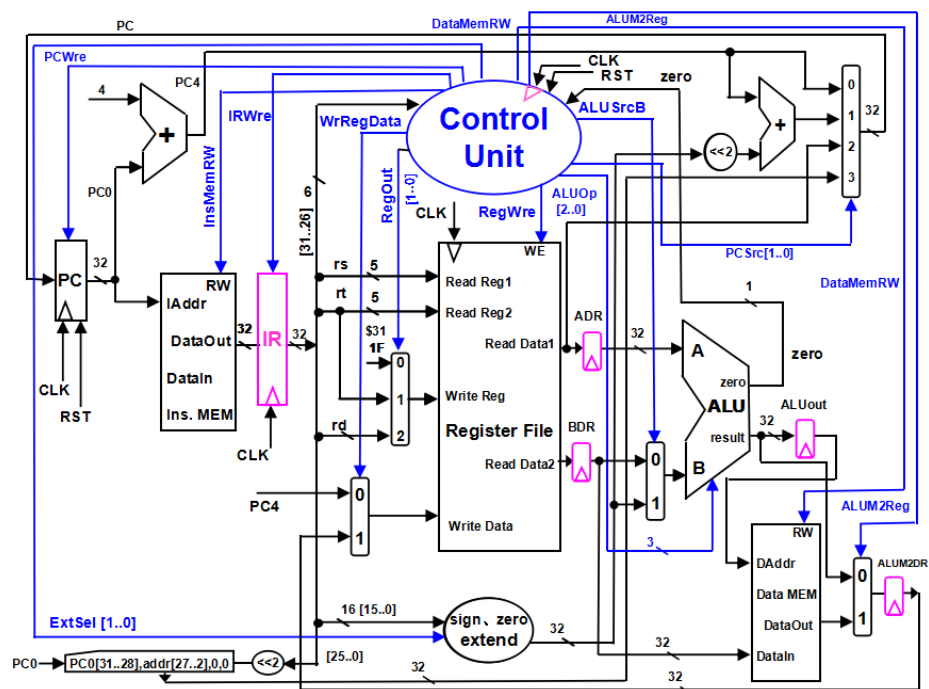 PC
DataMemRW
ALUM2Reg
PCWre
CLK
RST
zero
4
PC4
IRWre
WrRegData
Control
Unit
ALUSrcB
+
<<2
+
0
1
2
3
32
InsMemRW
6
[31..26]
RegOut
[1..0]
PC0
CLK
RegWre
ALUOp
[2..0]
PCSrc[1..0]
DataMemRW
WE
PC
32
RW
IAddr
DataOut
DataIn
Ins. MEM
32
IR
32
CLK
RST
CLK
rs
5
rt
5
$31
1F
0
1
2
rd
Read Reg1
Read Reg2
Read Data1
Write Reg
Register File
Read Data2
Write Data
ADR
32
BDR
A
B
zero
ALU
result
1
zero
32
ALUout
0
1
3
PC4
0
1
RW
DAddr
Data MEM
DataOut
DataIn
ALUM2Reg
0
1
ALUM2DR
ExtSel [1..0]
16 [15..0]
sign、zero
extend
32
32
PC0
PC0[31..28],addr[27..2],0,0
<<2
[25..0]
32
32